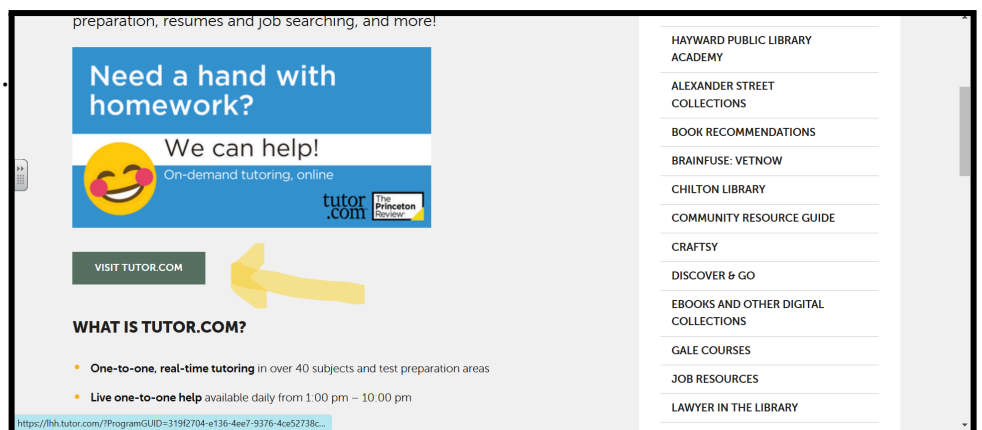 preparation, resumes and job searching, and more!
Need a hand with
homework?
We can help!
On-demand tutoring, online
tutor
.com
The
Princeton
Review
VISIT TUTOR.COM
WHAT IS TUTOR.COM?
One-to-one, real-time tutoring in over 40 subjects and test preparation areas
Live one-to-one help available daily from 1:00 pm – 10:00 pm
https://lhh.tutor.com/?ProgramGUID=319f2704-e136-4ee7-9376-4ce52738c...
HAYWARD PUBLIC LIBRARY
ACADEMY
ALEXANDER STREET
COLLECTIONS
BOOK RECOMMENDATIONS
BRAINFUSE: VETNOW
CHILTON LIBRARY
COMMUNITY RESOURCE GUIDE
CRAFTSY
DISCOVER & GO
EBOOKS AND OTHER DIGITAL
COLLECTIONS
GALE COURSES
JOB RESOURCES
LAWYER IN THE LIBRARY